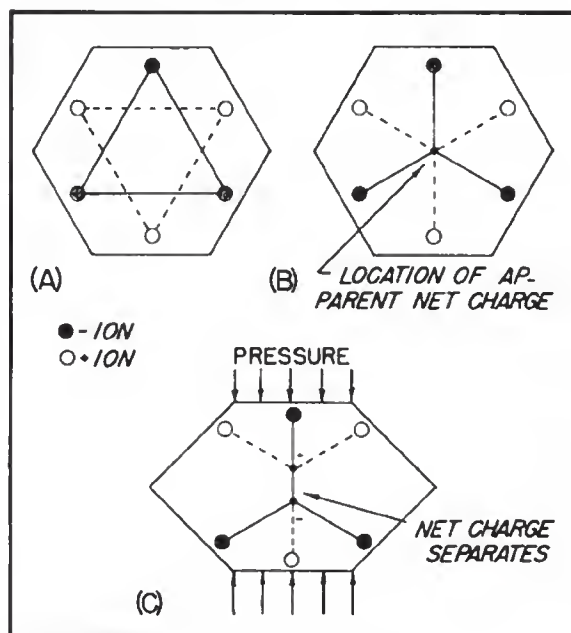 (A)
(B)
LOCATION OF AP-
PARENT NET CHARGE
● - ION
○ + ION
PRESSURE
+
-
NET CHARGE
SEPARATES
(C)